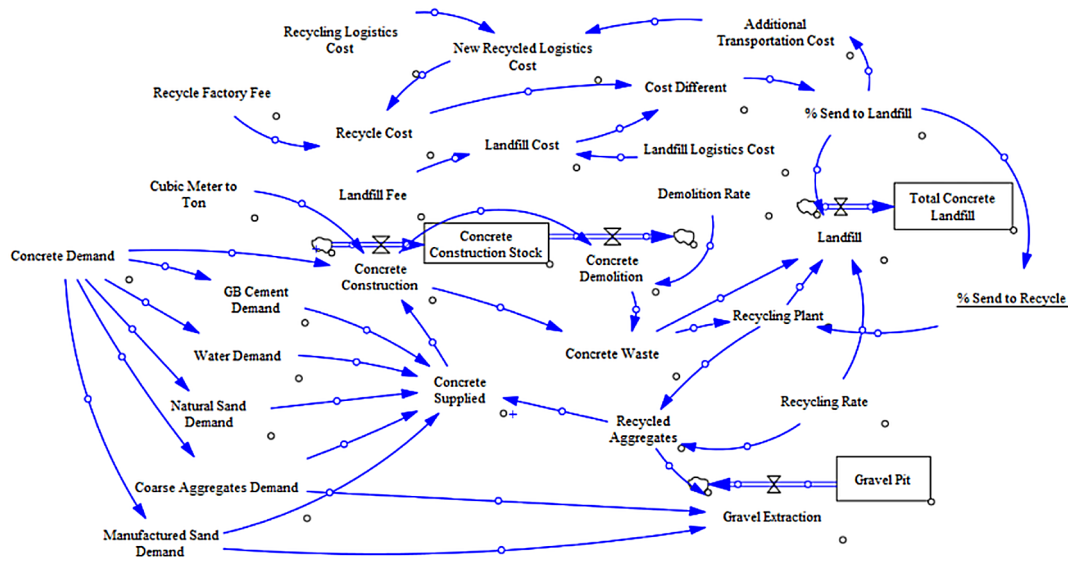 Recycling Logistics
Cost
Additional
Transportation Cost
New Recycled Logistics
Cost
Recycle Factory Fee
Cost Different
% Send to Landfill
Recycle Cost
Landfill Cost
Landfill Logistics Cost
Cubic Meter to
Ton
Landfill Fee
Demolition Rate
Total Concrete
Landfill
Concrete
Construction Stock
Landfill
Concrete Demand
Concrete
Construction
Concrete
Demolition
GB Cement
Demand
% Send to Recycle
Recycling Plant
Water Demand
Concrete Waste
Concrete
Supplied
Natural Sand
Demand
Recycling Rate
Recycled
Aggregates
Coarse Aggregates Demand
Gravel Pit
Gravel Extraction
Manufactured Sand
Demand